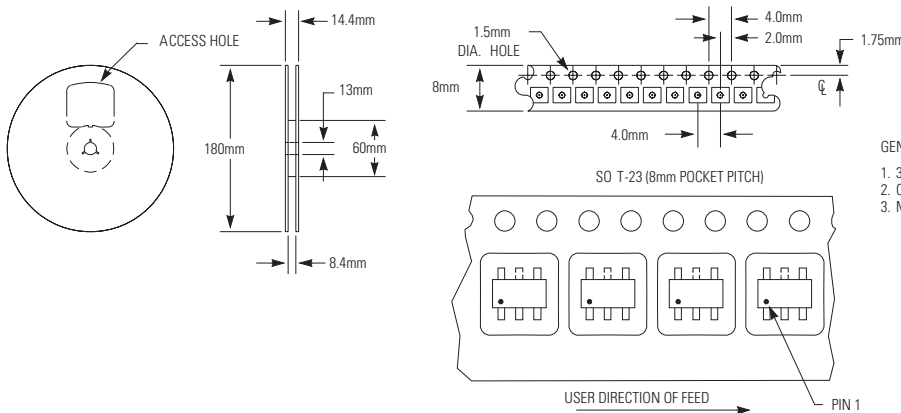 14.4mm
ACCESS HOLE
13mm
180mm
60mm
8.4mm
4.0mm
1.5mm
DIA. HOLE
2.0mm
1.75mm
8mm
4.0mm
SO T-23 (8mm POCKET PITCH)
GEN
1. 3
2. C
3. N
USER DIRECTION OF FEED
PIN 1